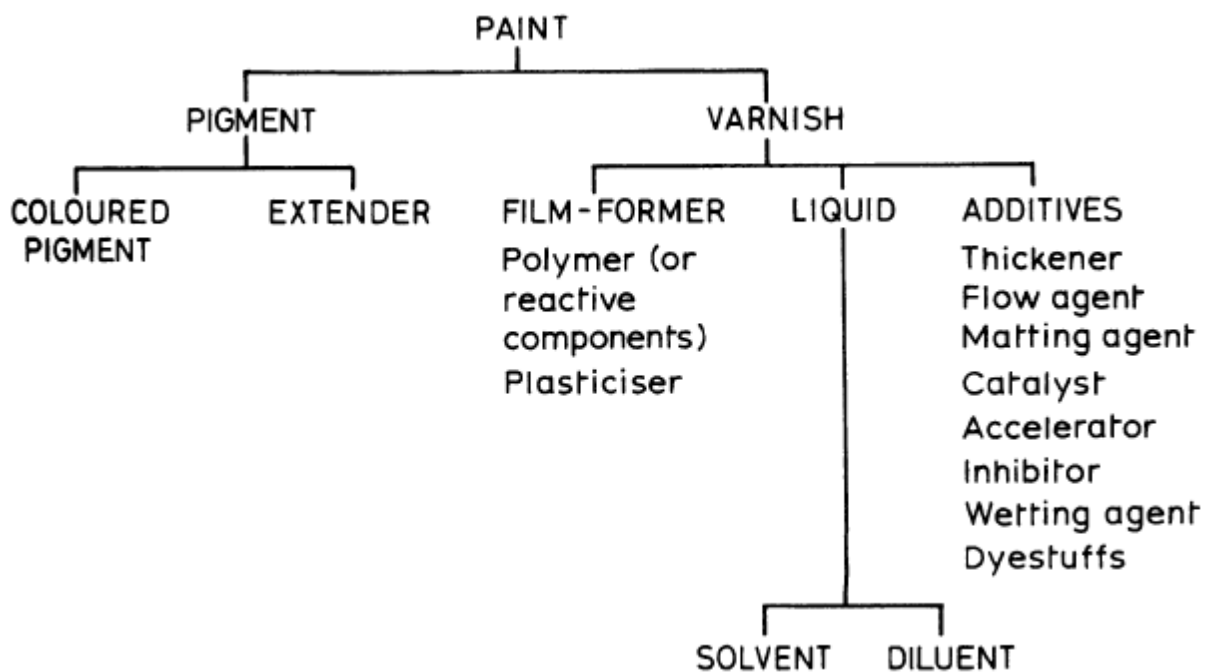 PAINT
PIGMENT
VARNISH
COLOURED
PIGMENT
EXTENDER
FILM-FORMER
Polymer (or
reactive
components)
Plasticiser
LIQUID
ADDITIVES
Thickener
Flow agent
Matting agent
Catalyst
Accelerator
Inhibitor
Wetting agent
Dyestuffs
SOLVENT
DILUENT